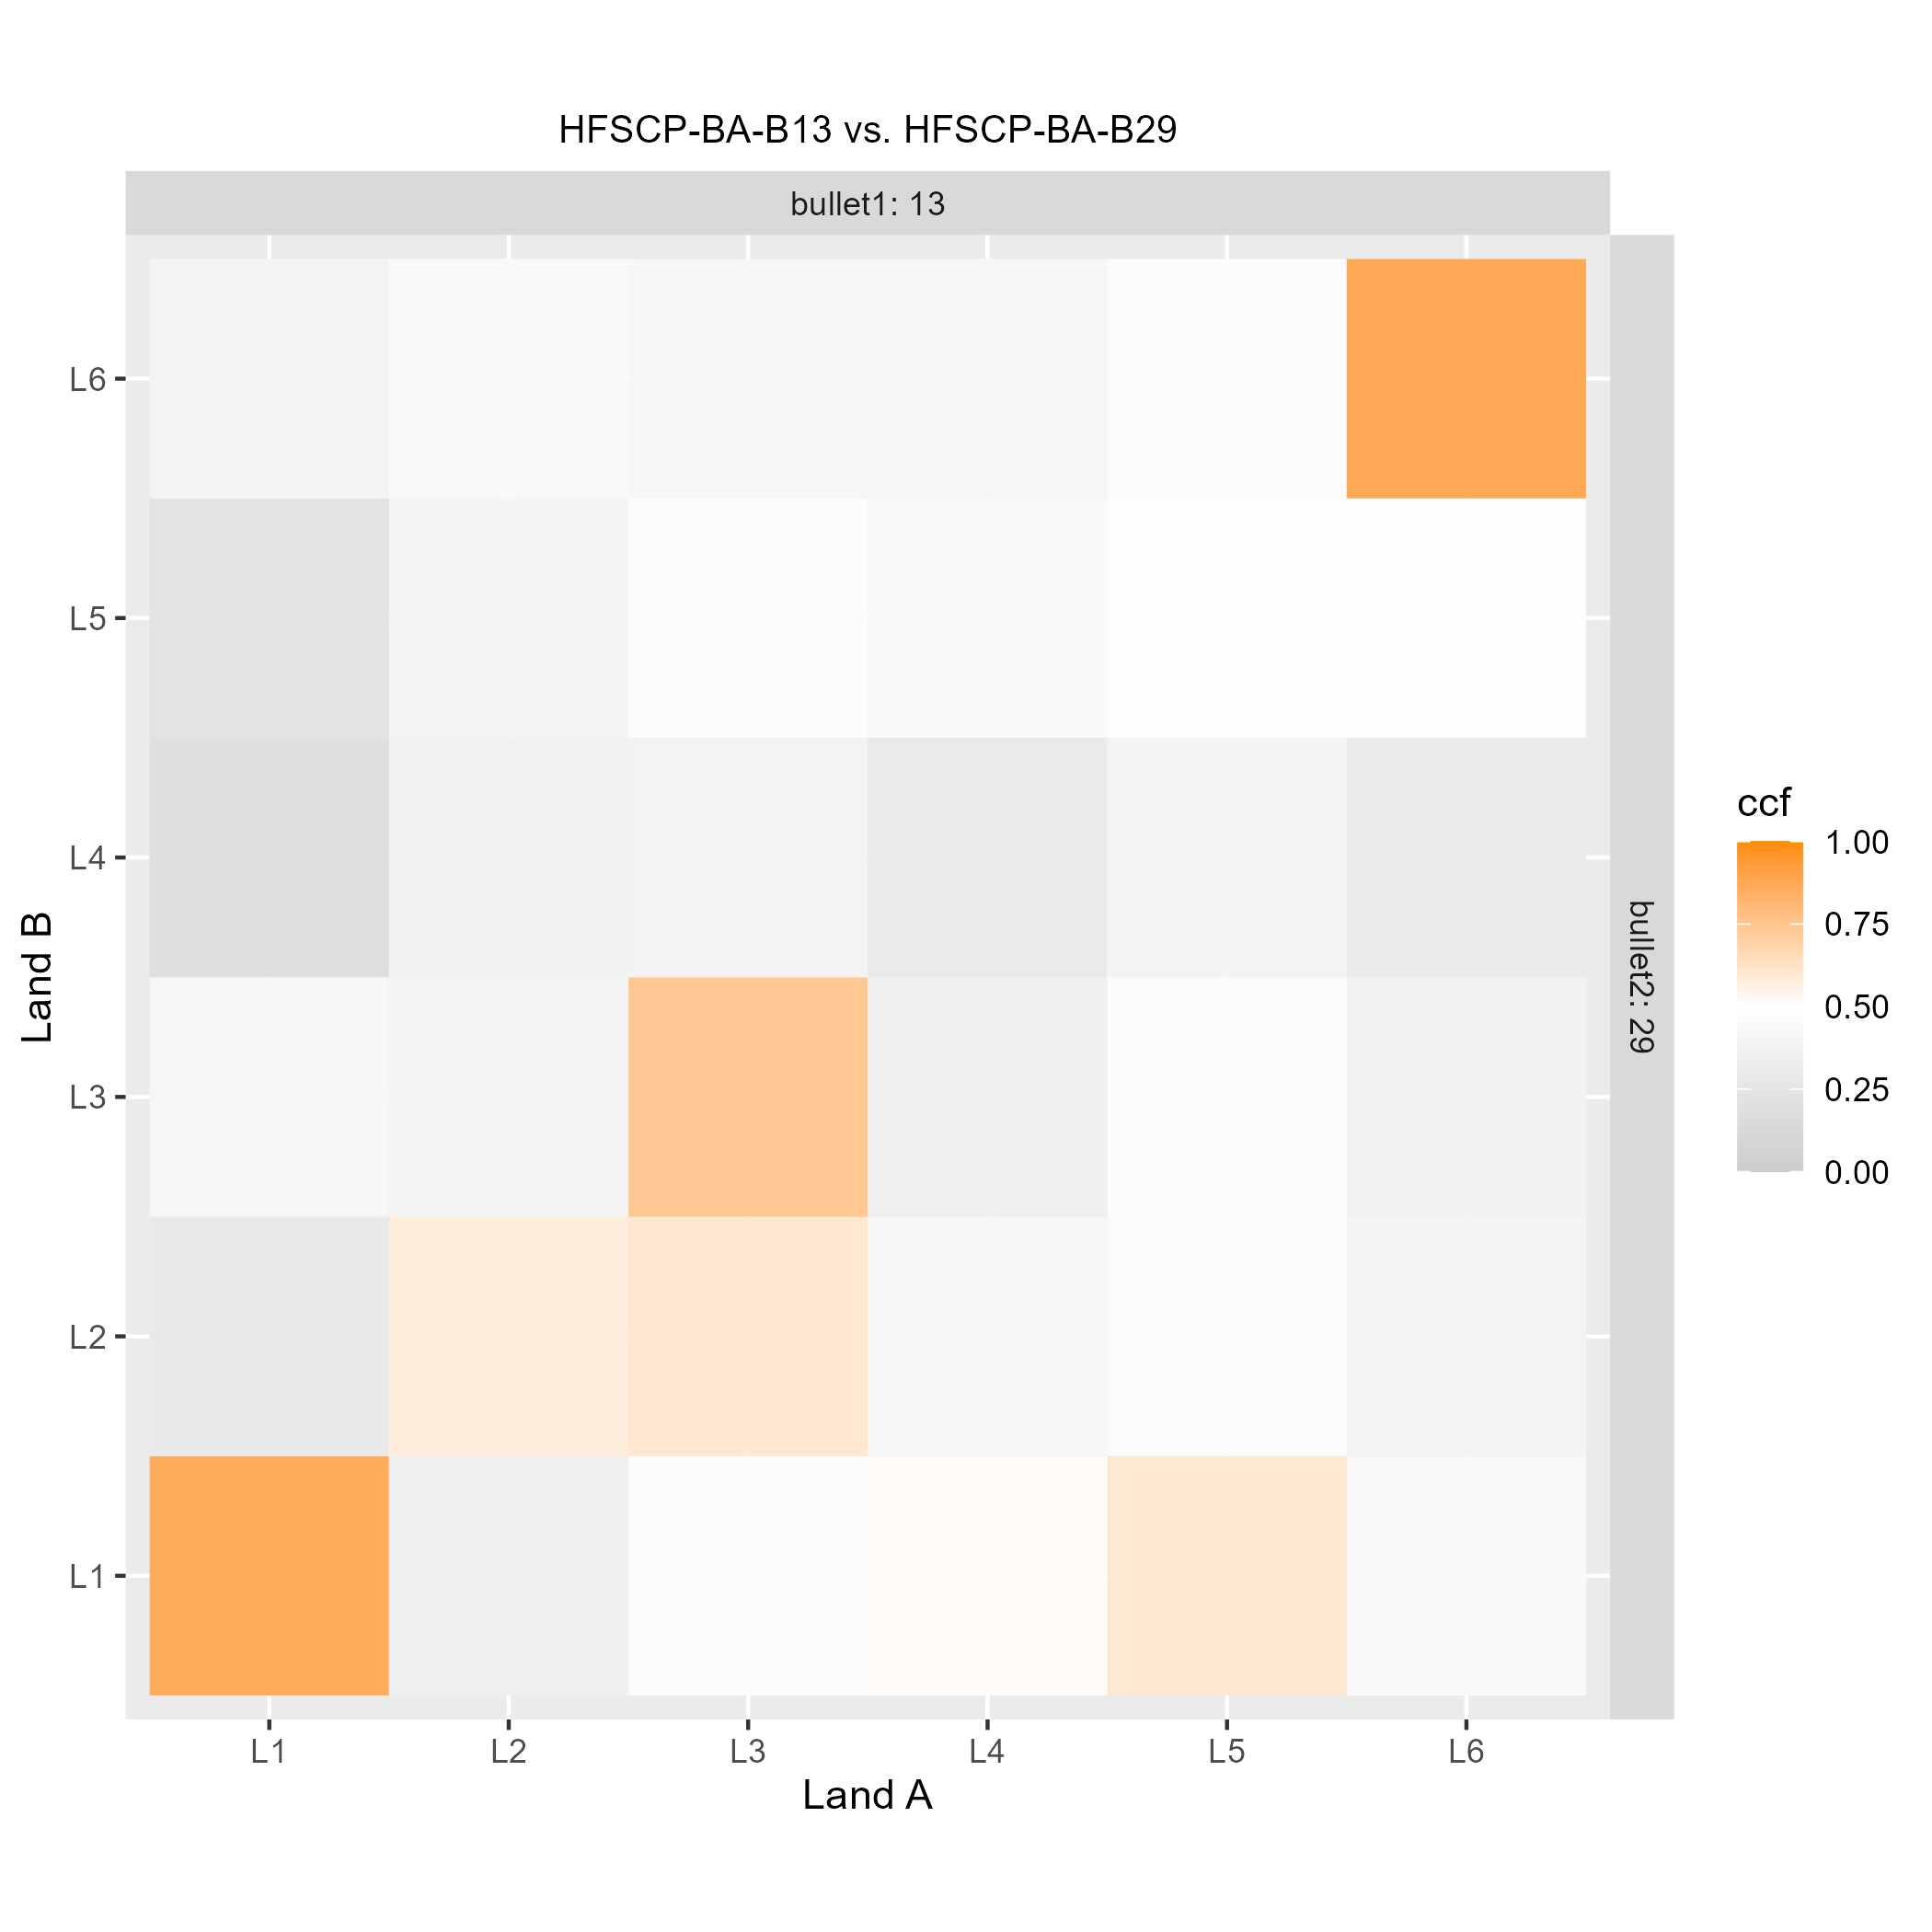 HFSCP-BA-B13 vs. HFSCP-BA-B29
bullet1: 13
L6
L5
L4
L3
L2
L1
Land B
bullet2: 29
ccf
1.00
0.75
0.50
0.25
0.00
L1 L2 L3 L4 L5 L6
Land A